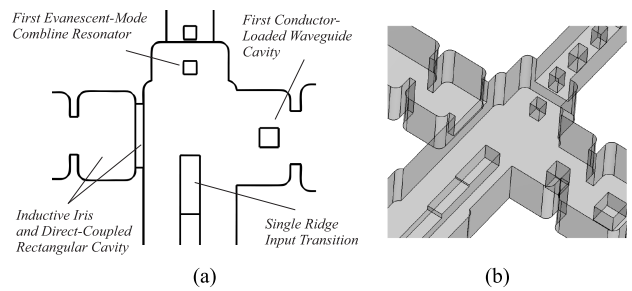 First Evanescent-Mode
Combline Resonator
First Conductor-
Loaded Waveguide
Cavity
Inductive Iris
and Direct-Coupled
Rectangular Cavity
Single Ridge
Input Transition
(a)
(b)